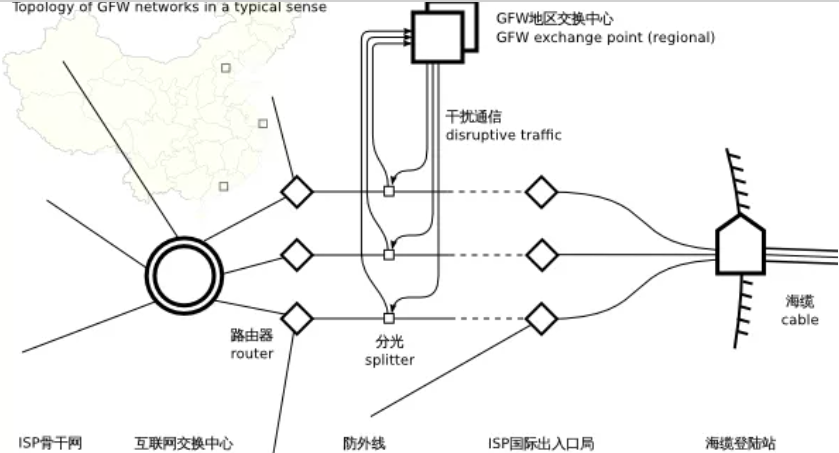 Topology of GFW networks in a typical sense
GFW地区交换中心
GFW exchange point (regional)
干扰通信
disruptive traffic
海缆
cable
路由器
router
分光
splitter
ISP骨干网
互联网交换中心
防外线
ISP国际出入口局
海缆登陆站